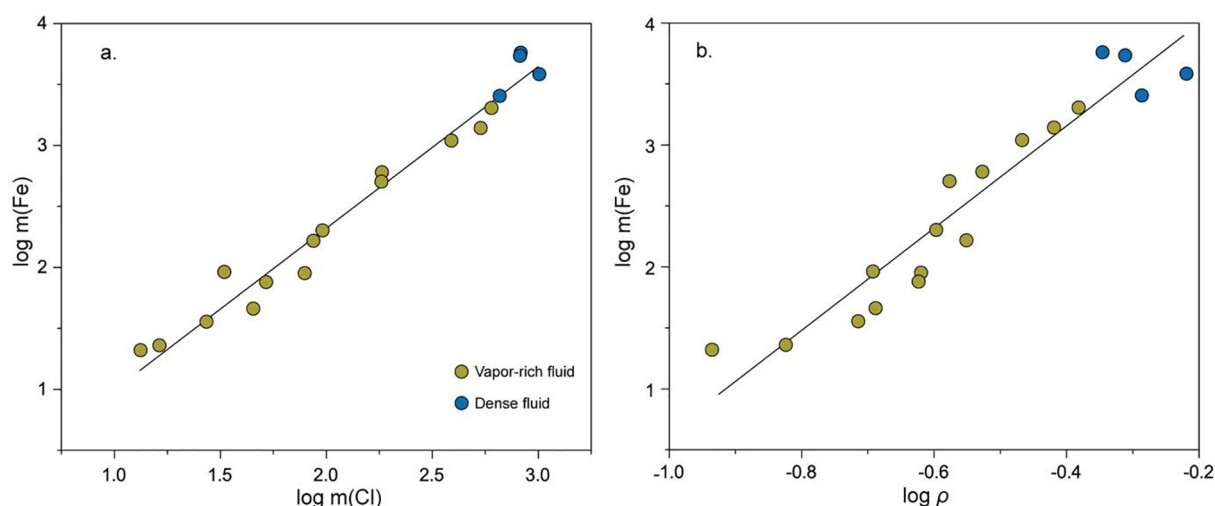 a.
4
3
2
1
log m(Fe)
1.0 1.5 2.0 2.5 3.0
log m(Cl)
Vapor-rich fluid
Dense fluid
b.
4
3
2
1
log m(Fe)
-1.0 -0.8 -0.6 -0.4 -0.2
log ρ